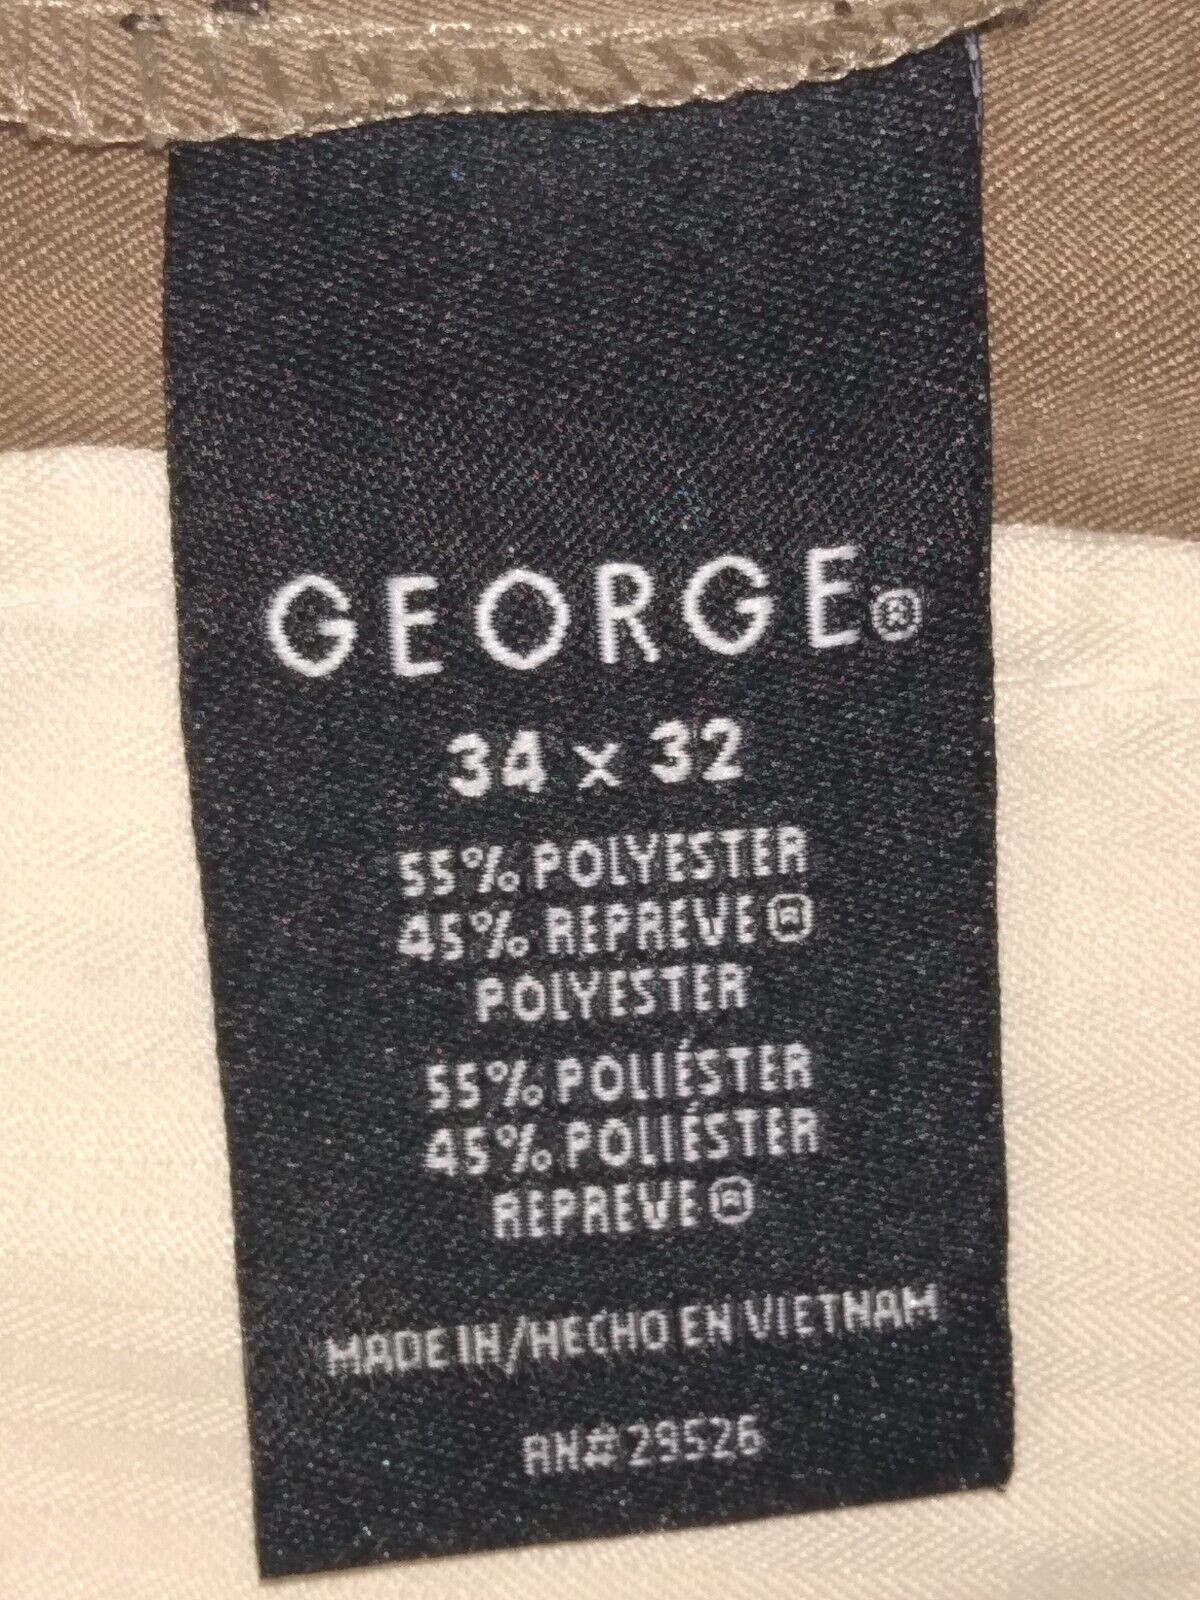 GEORGE®
34 x 32
55% POLYESTER
45% REPREVE®
POLYESTER
55% POLIÉSTER
45% POLIÉSTER
REPREVE®
MADE IN/HECHO EN VIETNAM
RN# 29526